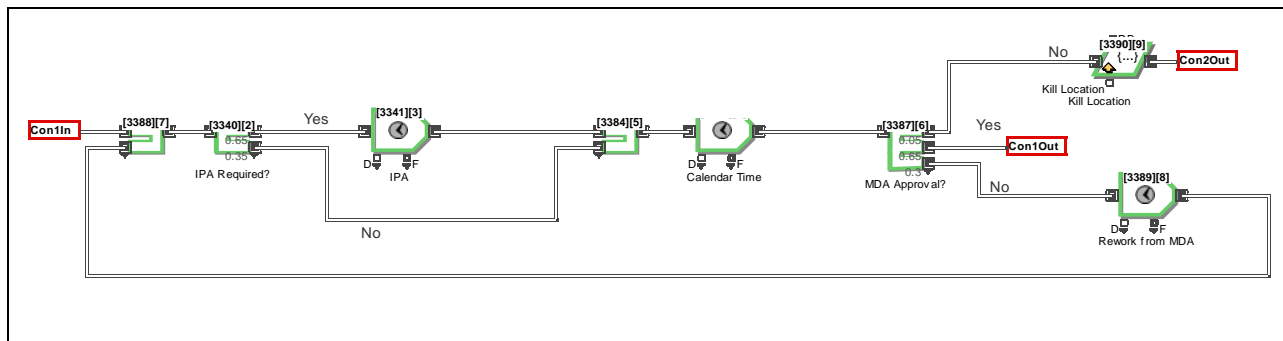 No
[3390][9]
{...}
Con2Out
Kill Location
Kill Location
Con1In
[3388][7]
[3340][2]
0.65
0.35
IPA Required?
Yes
[3341][3]
D
F
IPA
No
[3384][5]
D
F
Calendar Time
[3387][6]
0.05
0.65
0.3
MDA Approval?
Yes
Con1Out
No
[3389][8]
D
F
Rework from MDA